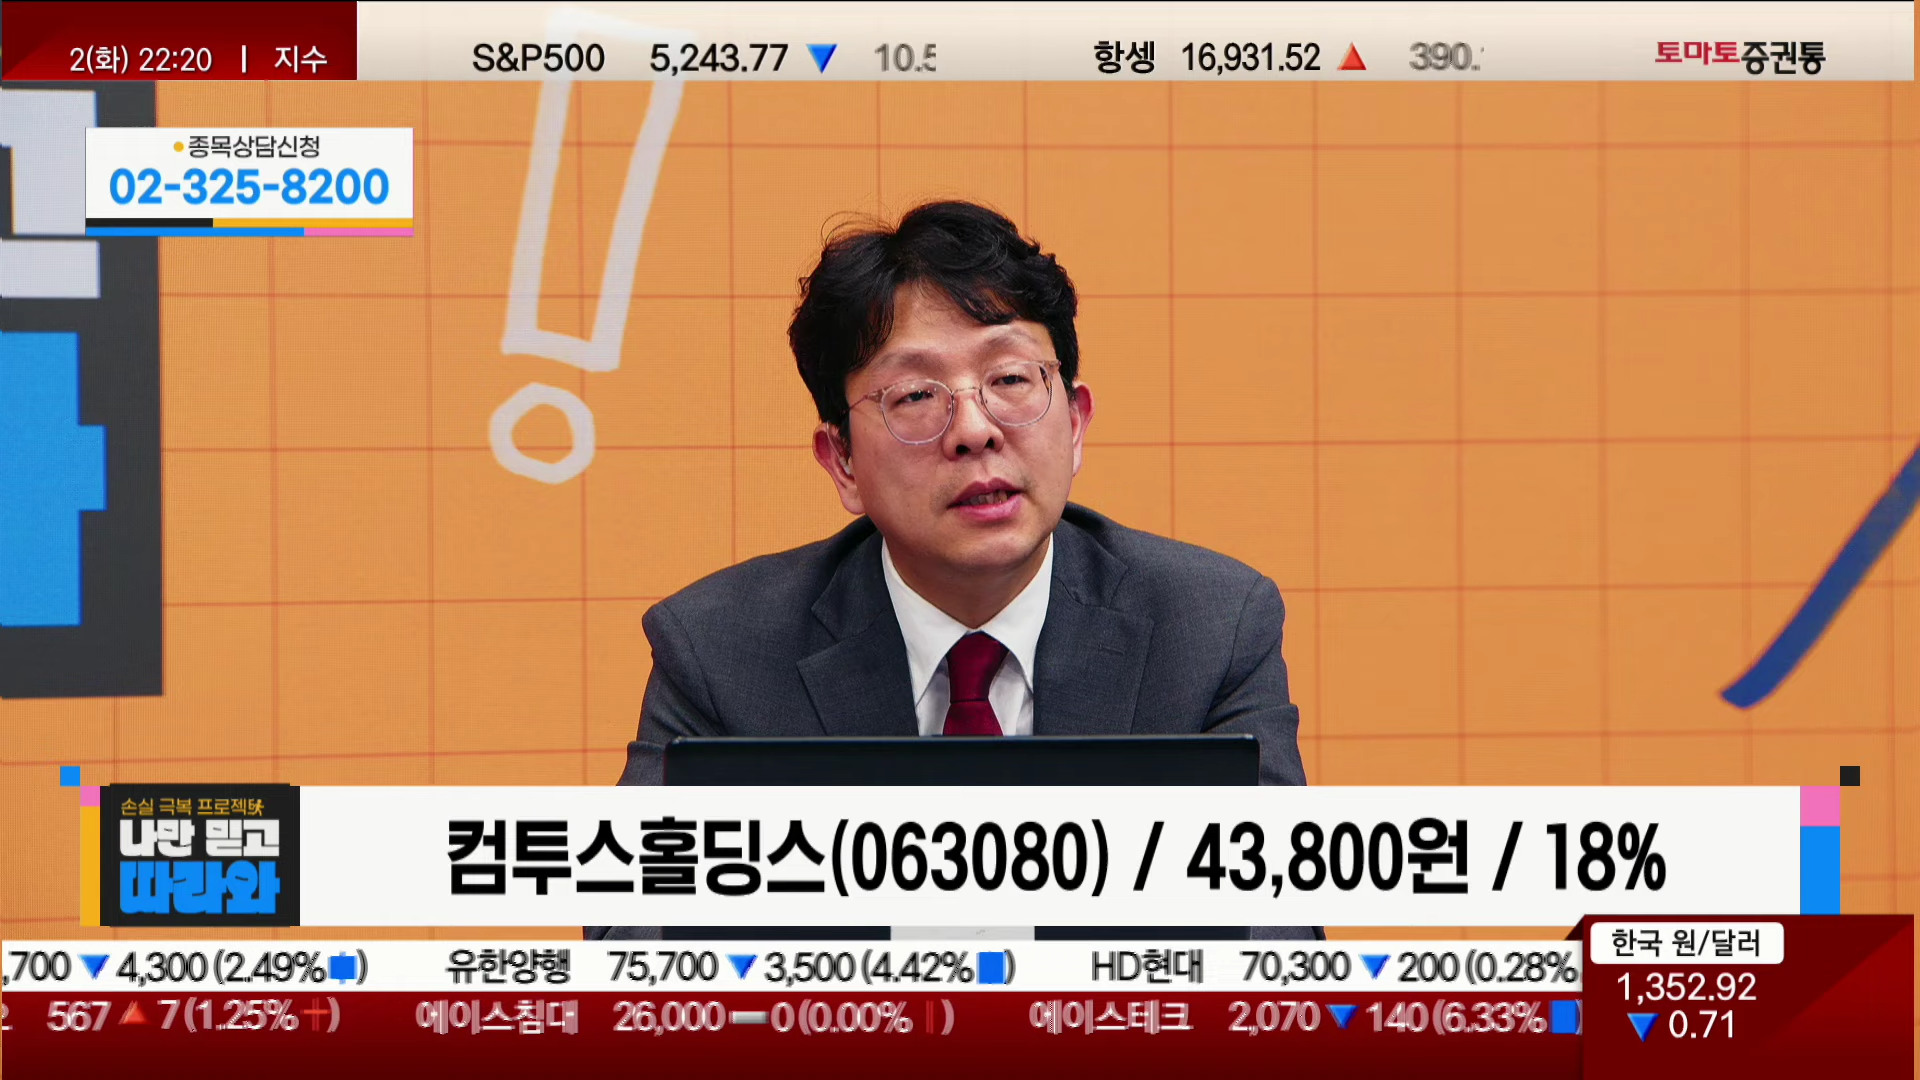 2(화) 22:20 | 지수
S&P500 5,243.77 ▼ 10.5
항셍 16,931.52 ▲ 390.
토마토증권통
종목상담신청
02-325-8200
손실 극복 프로젝트
나만 믿고
따라와
컴투스홀딩스(063080) / 43,800원 / 18%
,700 ▼ 4,300 (2.49%) 유한양행 75,700 ▼ 3,500 (4.42%) HD현대 70,300 ▼ 200 (0.28%
567 ▲ 7 (1.25% +) 에이스침대 26,000 0 (0.00% |) 에이스테크 2,070 ▼ 140 (6.33%)
한국 원/달러
1,352.92
▼ 0.71